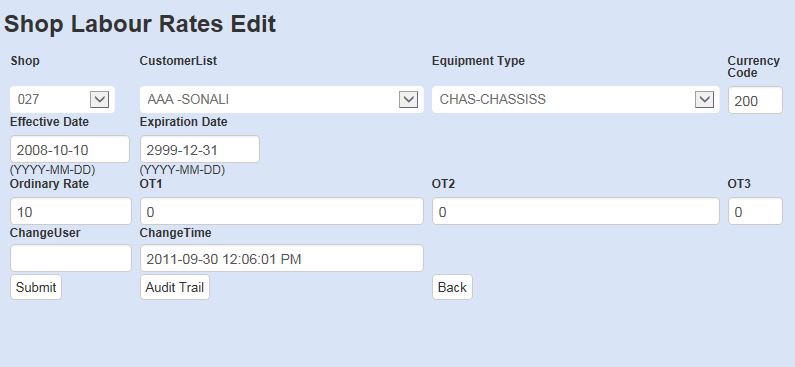 Shop Labour Rates Edit
Shop CustomerList Equipment Type Currency Code
027 AAA -SONALI CHAS-CHASSISS 200
Effective Date Expiration Date
2008-10-10 2999-12-31
(YYYY-MM-DD) (YYYY-MM-DD)
Ordinary Rate OT1 OT2 OT3
10 0 0 0
ChangeUser ChangeTime
2011-09-30 12:06:01 PM
Submit Audit Trail Back